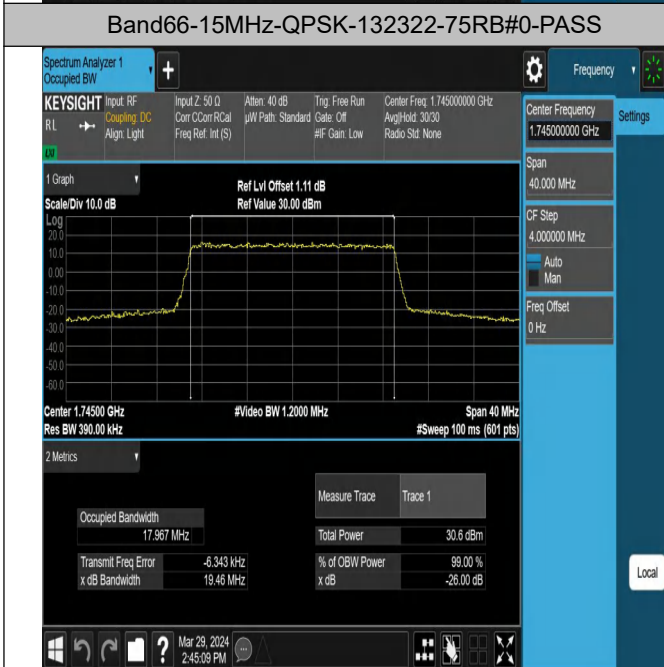 Band66-15MHz-QPSK-132322-75RB#0-PASS
Spectrum Analyzer 1
Occupied BW
+
Frequency
KEYSIGHT
RL
Input: RF
Coupling: DC
Align: Light
Input Z: 50 Ω
Corr CCorr RCal
Freq Ref: Int (S)
Atten: 40 dB
µW Path: Standard
Trig: Free Run
Gate: Off
#IF Gain: Low
Center Freq: 1.745000000 GHz
Avg|Hold: 30/30
Radio Std: None
Center Frequency
1.745000000 GHz
Settings
Span
40.000 MHz
CF Step
4.000000 MHz
Auto
Man
Freq Offset
0 Hz
Local
1 Graph
Scale/Div 10.0 dB
Ref Lvl Offset 1.11 dB
Ref Value 30.00 dBm
Log
20.0
10.0
0.00
-10.0
-20.0
-30.0
-40.0
-50.0
-60.0
Center 1.74500 GHz
#Video BW 1.2000 MHz
Span 40 MHz
Res BW 390.00 kHz
#Sweep 100 ms (601 pts)
2 Metrics
Occupied Bandwidth
17.967 MHz
Transmit Freq Error -6.343 kHz
x dB Bandwidth 19.46 MHz
Measure Trace Trace 1
Total Power 30.6 dBm
% of OBW Power 99.00 %
x dB -26.00 dB
?
Mar 29, 2024
2:45:09 PM